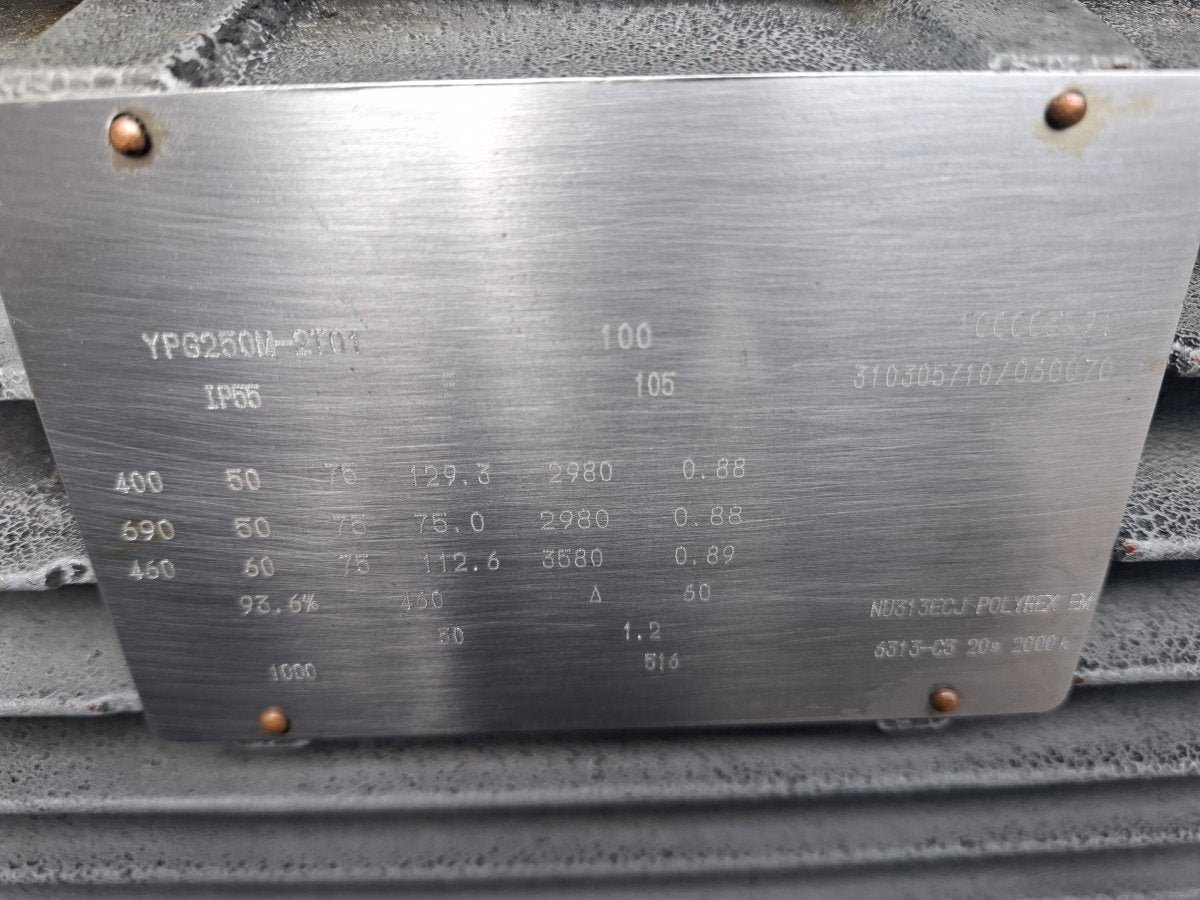 YPG250M-2T01 100
IP55 F 105 310305710/060670
400 50 75 129.3 2980 0.88
690 50 75 75.0 2980 0.88
460 60 75 112.6 3580 0.89
93.6% 460 Δ 60 NU313ECJ POLYREX EM
30 1.2 6313-C3 20g 2000h
1000 516